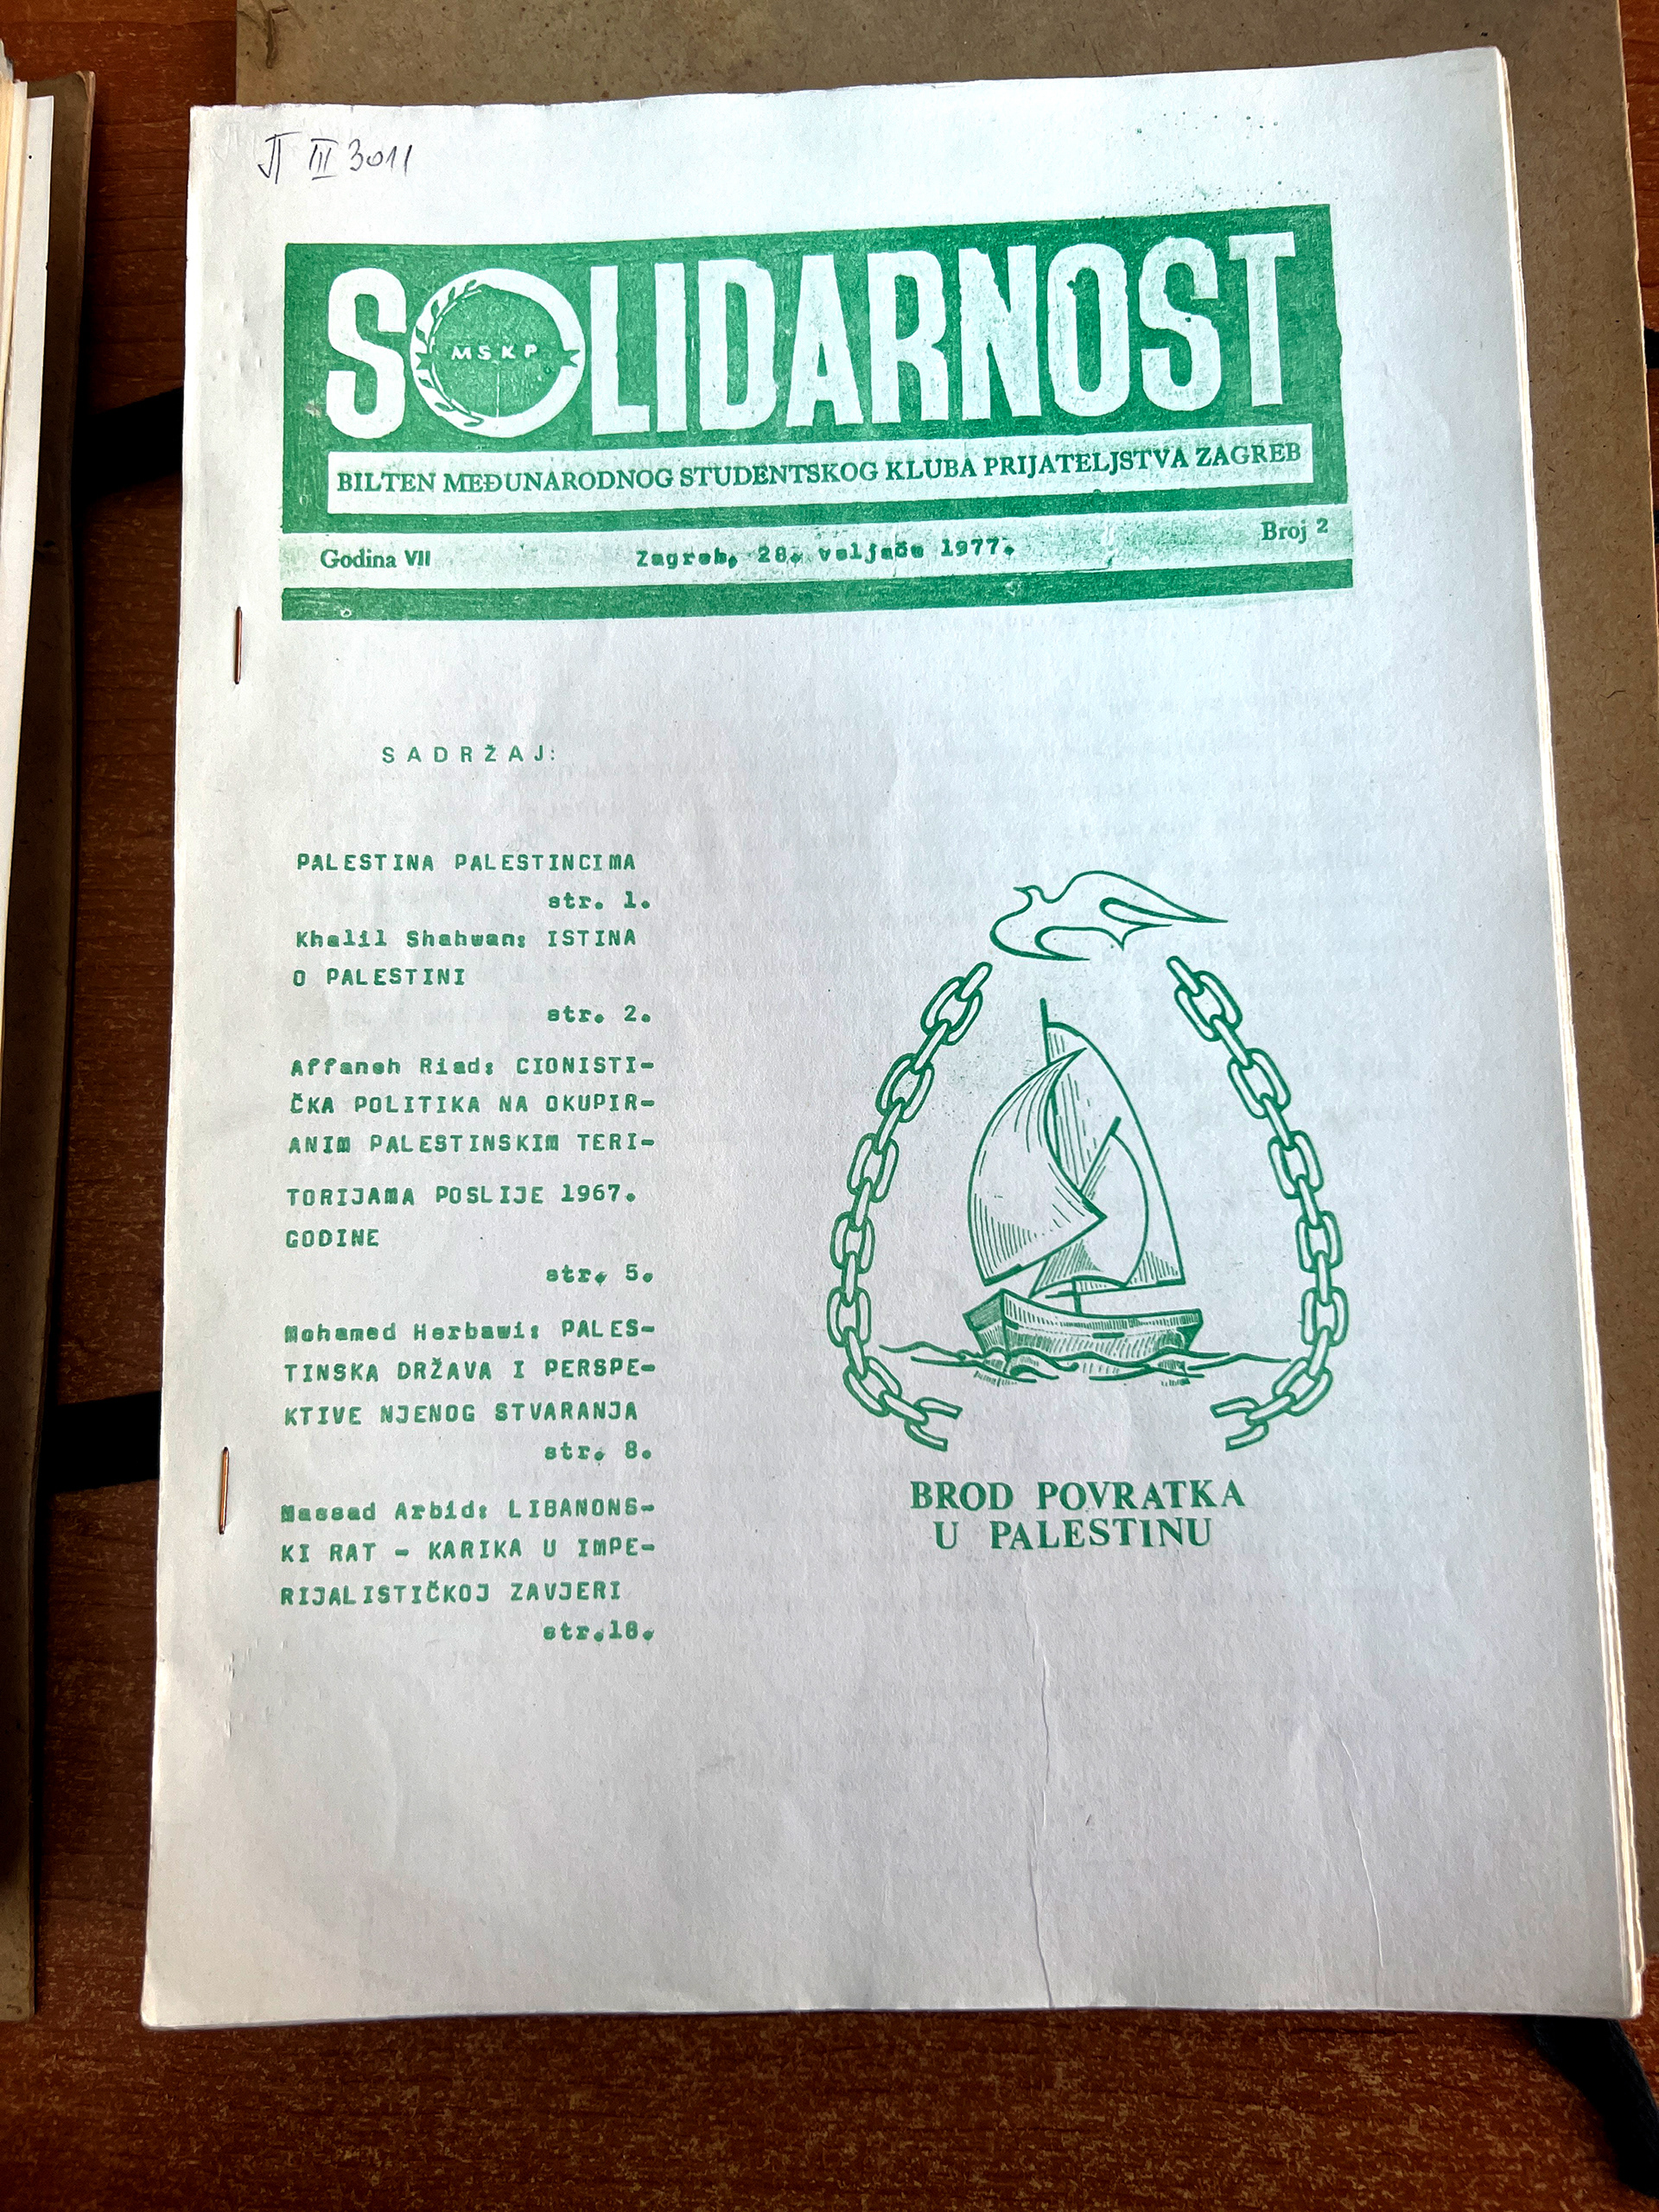 Л III 3011
SOLIDARNOST
MSKP
BILTEN MEĐUNARODNOG STUDENTSKOG KLUBA PRIJATELJSTVA ZAGREB
Godina VII Zagreb, 28. veljače 1977. Broj 2
SADRŽAJ:
PALESTINA PALESTINCIMA
str. 1.
Khalil Shahwan: ISTINA
O PALESTINI
str. 2.
Affaneh Riad: CIONISTI-
ČKA POLITIKA NA OKUPIR-
ANIM PALESTINSKIM TERI-
TORIJAMA POSLIJE 1967.
GODINE
str. 5.
Mohamed Herbawi: PALES-
TINSKA DRŽAVA I PERSPE-
KTIVE NJENOG STVARANJA
str. 8.
Massad Arbid: LIBANONS-
KI RAT - KARIKA U IMPE-
RIJALISTIČKOJ ZAVJERI
str.18.
BROD POVRATKA
U PALESTINU